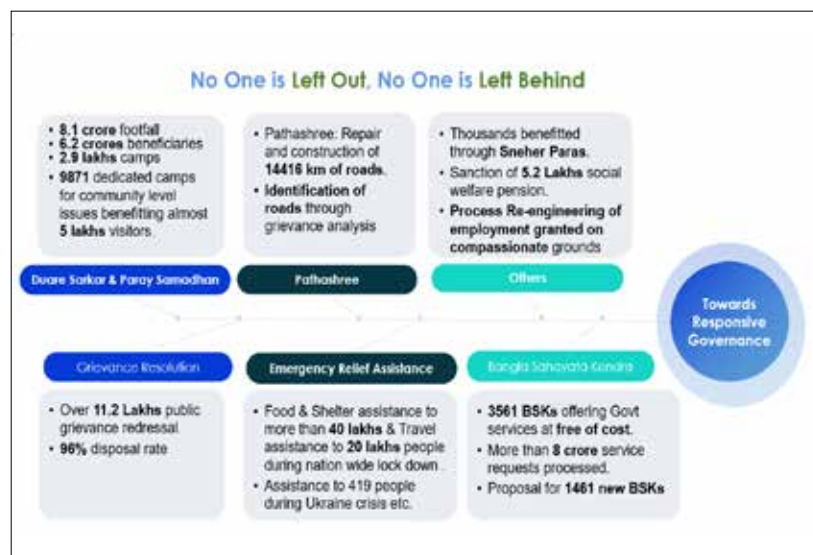 No One is Left Out, No One is Left Behind
• 8.1 crore footfall
• 6.2 crores beneficiaries
• 2.9 lakhs camps
• 9871 dedicated camps
for community level
issues benefitting almost
5 lakhs visitors
Duare Sarkar & Paray Samadhan
• Pathashree: Repair
and construction of
14416 km of roads.
• Identification of
roads through
grievance analysis
Pathashree
• Thousands benefitted
through Sneher Paras.
• Sanction of 5.2 Lakhs social
welfare pension.
• Process Re-engineering of
employment granted on
compassionate grounds
Others
Towards
Responsive
Governance
Grievance Resolution
• Over 11.2 Lakhs public
grievance redressal
• 96% disposal rate
Emergency Relief Assistance
• Food & Shelter assistance to
more than 40 lakhs & Travel
assistance to 20 lakhs people
during nation wide lock down
• Assistance to 419 people
during Ukraine crisis etc.
Bangla Sahayata Kendra
• 3561 BSKs offering Govt
services at free of cost.
• More than 8 crore service
requests processed.
• Proposal for 1461 new BSKs